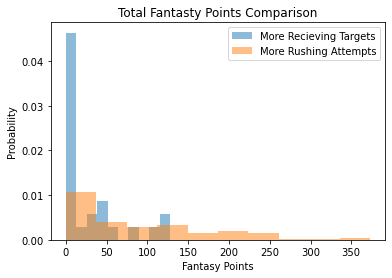 Total Fantasty Points Comparison
More Recieving Targets
More Rushing Attempts
Probability
0.04
0.03
0.02
0.01
0.00
0 50 100 150 200 250 300 350
Fantasy Points